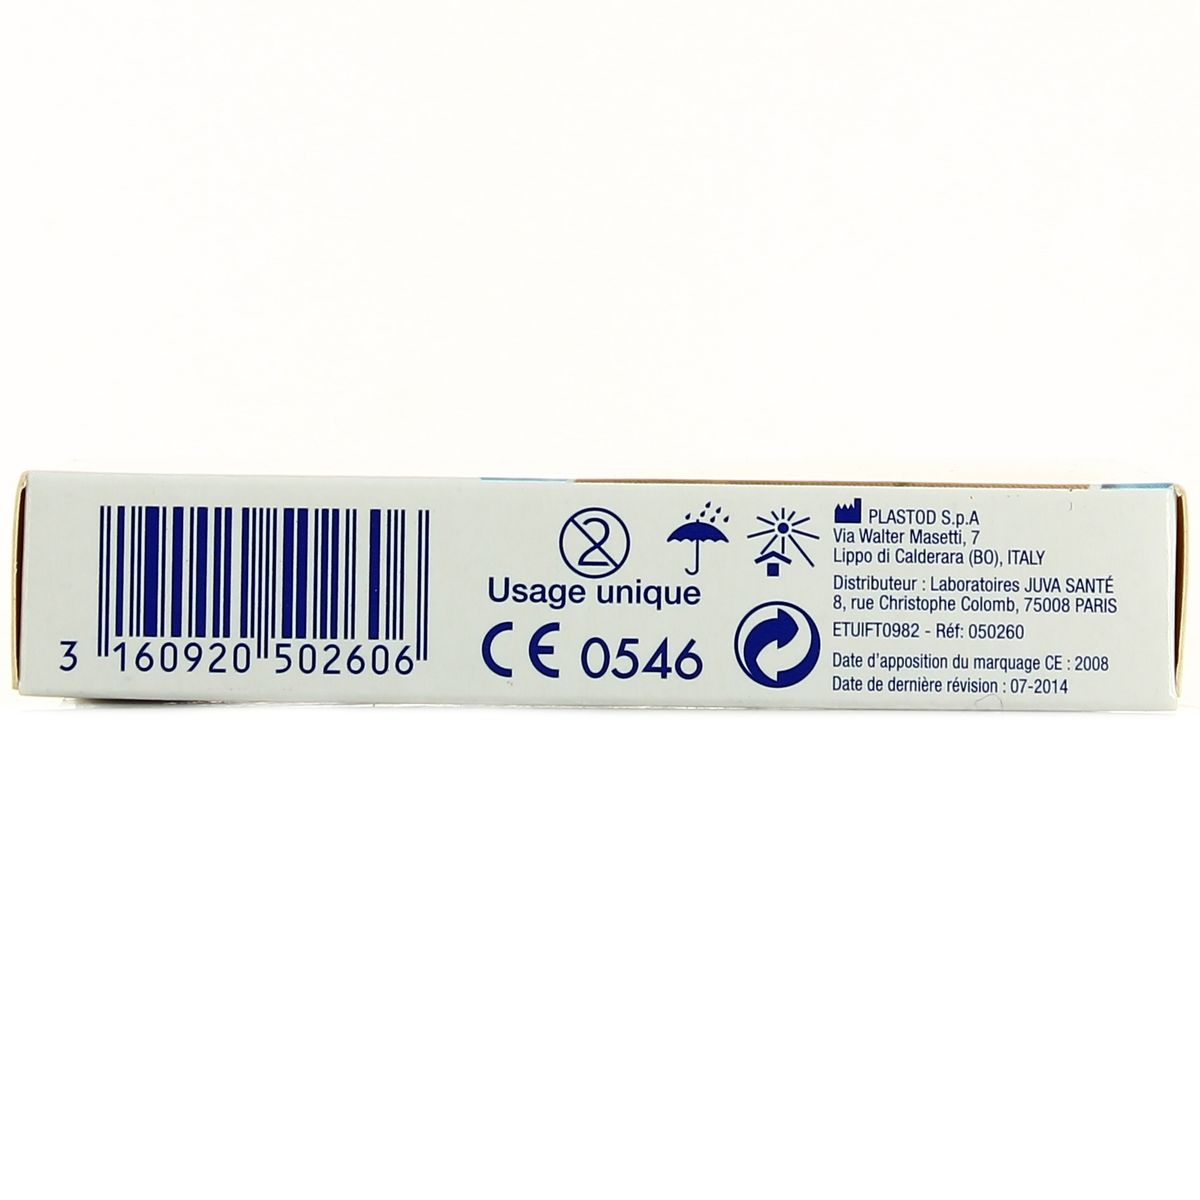 3 160920 502606
2
Usage unique
CE 0546
PLASTOD S.p.A
Via Walter Masetti, 7
Lippo di Calderara (BO), ITALY
Distributeur : Laboratoires JUVA SANTÉ
8, rue Christophe Colomb, 75008 PARIS
ETUIFT0982 - Réf: 050260
Date d'apposition du marquage CE : 2008
Date de dernière révision : 07-2014